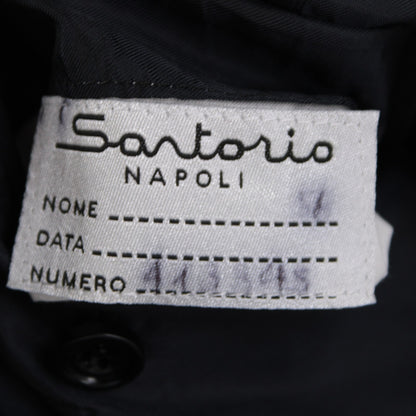 Sartorio
NAPOLI
NOME
DATA
NUMERO